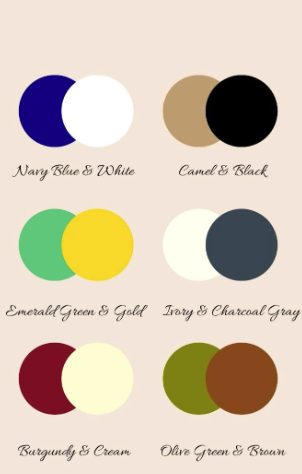 Navy Blue & White
Camel & Black
Emerald Green & Gold
Ivory & Charcoal Gray
Burgundy & Cream
Olive Green & Brown